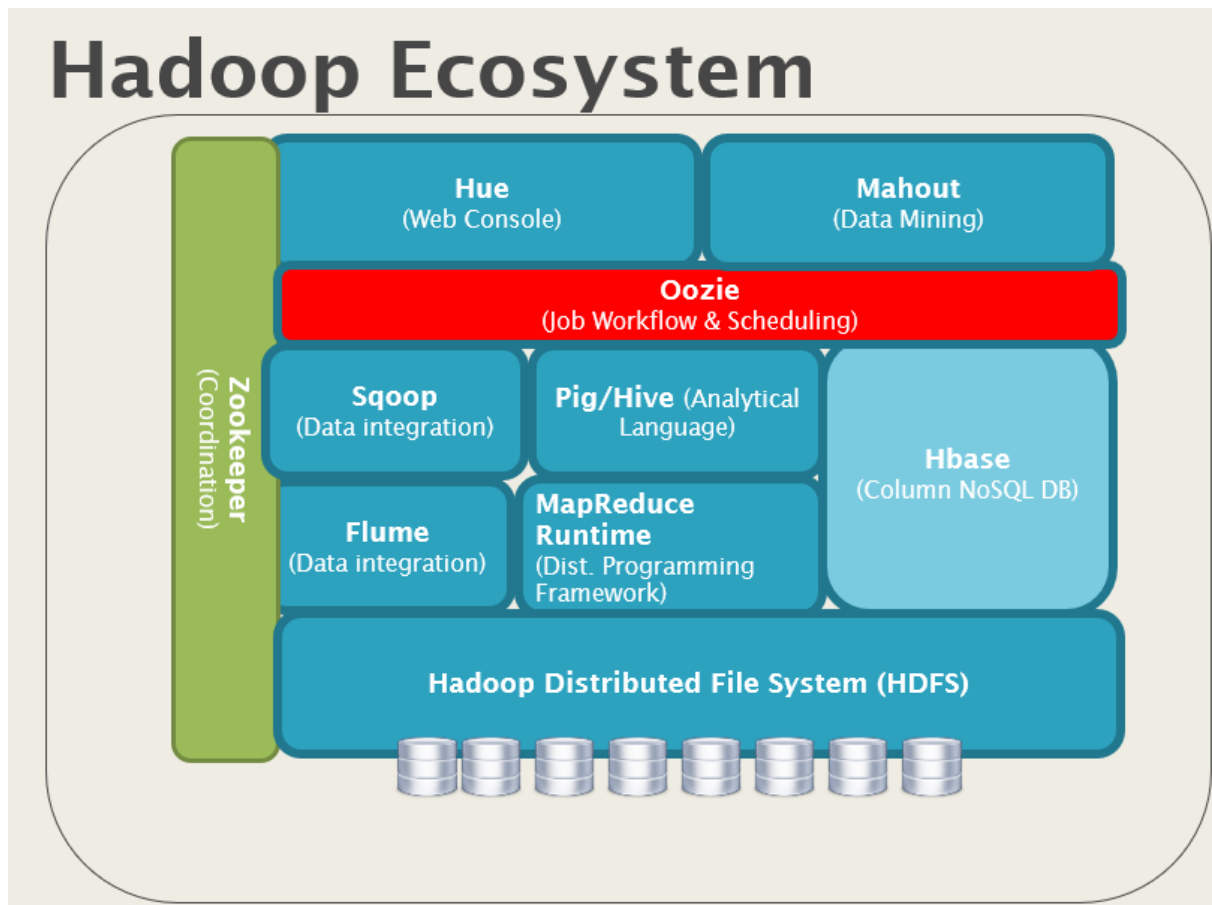 Hadoop Ecosystem
Hue
(Web Console)
Mahout
(Data Mining)
Oozie
(Job Workflow & Scheduling)
Zookeeper
(Coordination)
Sqoop
(Data integration)
Pig/Hive (Analytical
Language)
Hbase
(Column NoSQL DB)
Flume
(Data integration)
MapReduce
Runtime
(Dist. Programming
Framework)
Hadoop Distributed File System (HDFS)